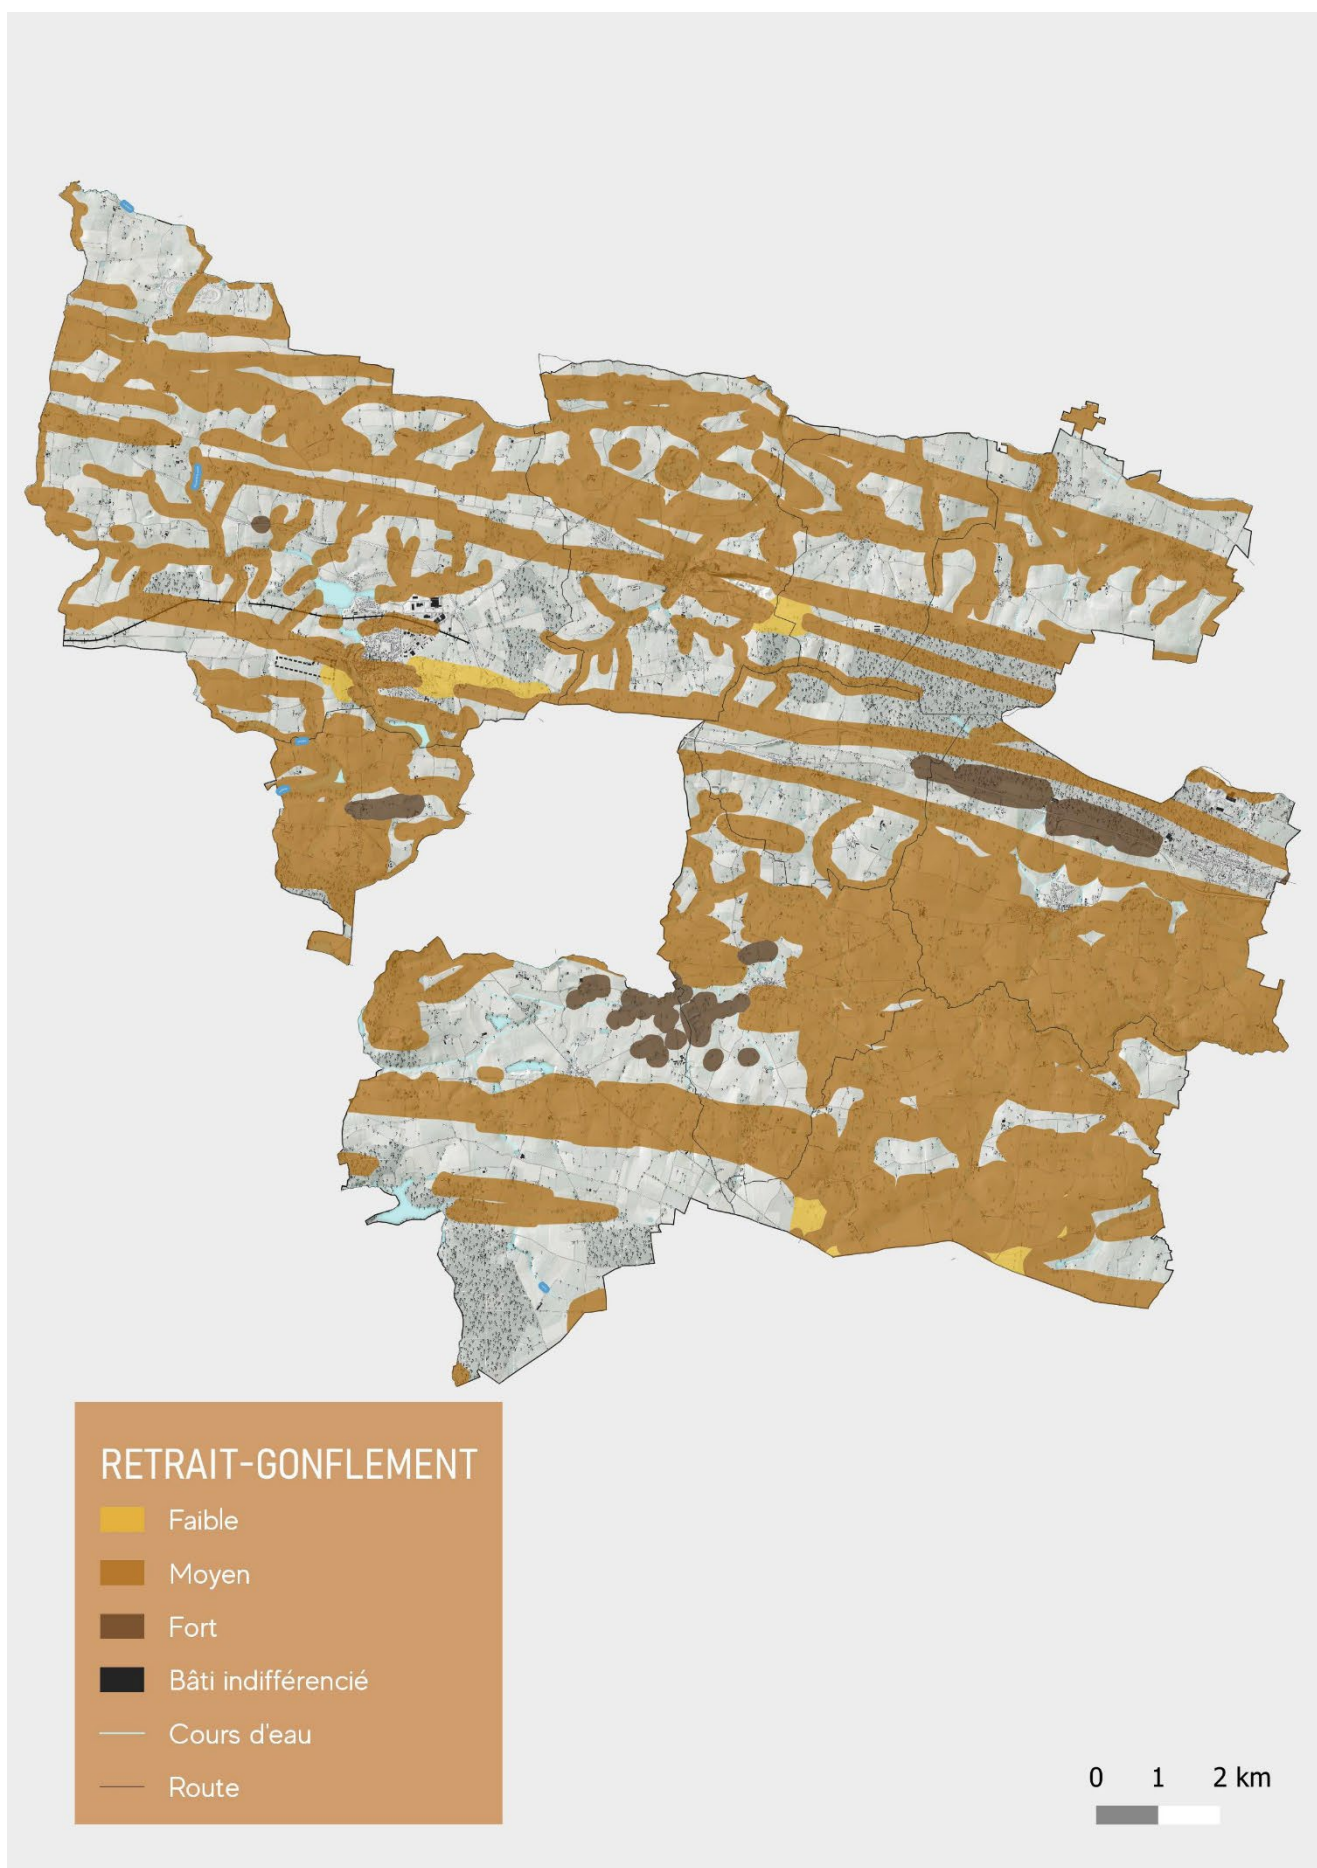 RETRAIT-GONFLEMENT
Faible
Moyen
Fort
Bâti indifférencié
Cours d'eau
Route
0 1 2 km